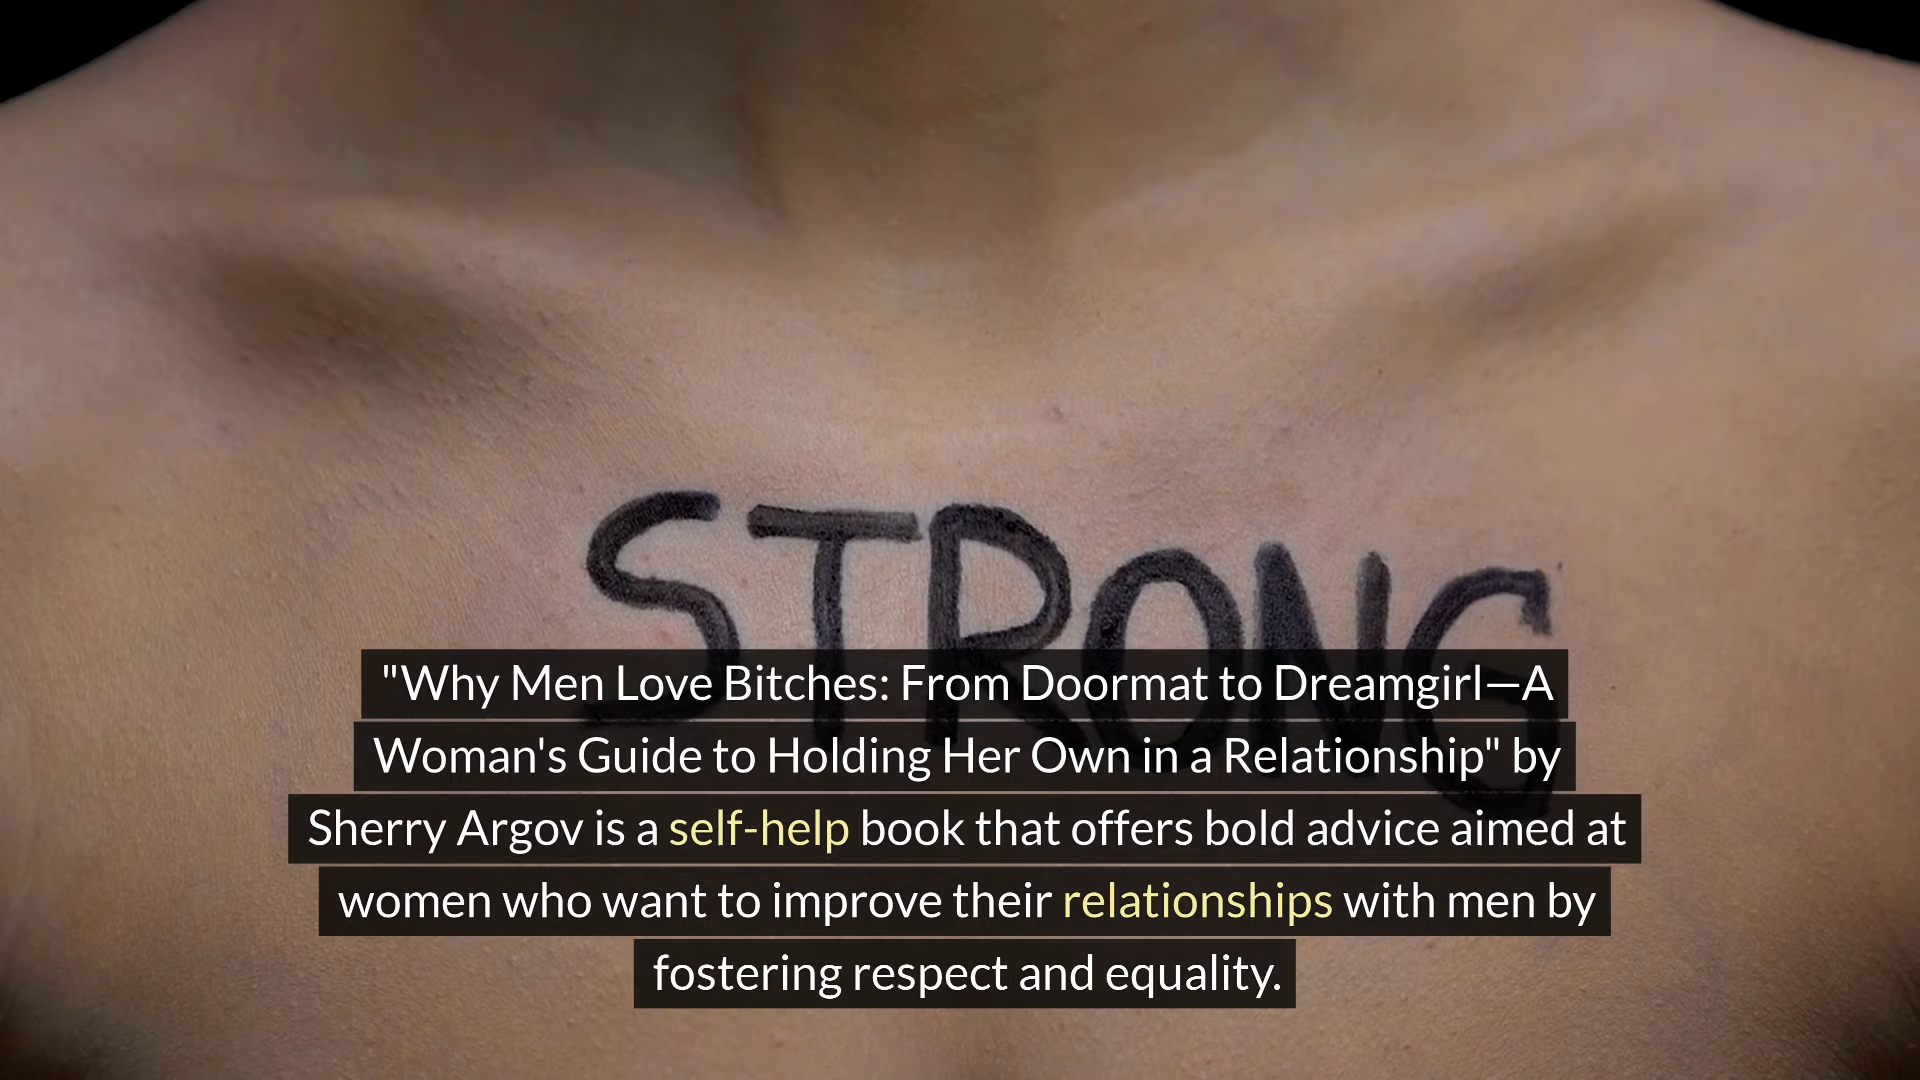 STRONG
"Why Men Love Bitches: From Doormat to Dreamgirl—A
Woman's Guide to Holding Her Own in a Relationship" by
Sherry Argov is a self-help book that offers bold advice aimed at
women who want to improve their relationships with men by
fostering respect and equality.